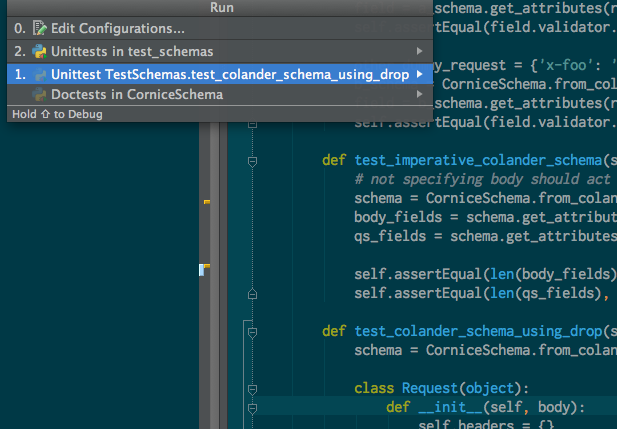 Run
0. Edit Configurations...
2. Unittests in test_schemas
1. Unittest TestSchemas.test_colander_schema_using_drop
Doctests in CorniceSchema
Hold ⇧ to Debug
schema.get_attributes(r
self.assertEqual(field.validator.
y_request = {'x-foo': '
CorniceSchema.from_co
schema.get_attributes(r
self.assertEqual(field.validator.
def test_imperative_colander_schema(s
# not specifying body should act
schema = CorniceSchema.from_colan
body_fields = schema.get_attribut
qs_fields = schema.get_attributes
self.assertEqual(len(body_fields)
self.assertEqual(len(qs_fields),
def test_colander_schema_using_drop(s
schema = CorniceSchema.from_colan
class Request(object):
def __init__(self, body):
self.headers = {}